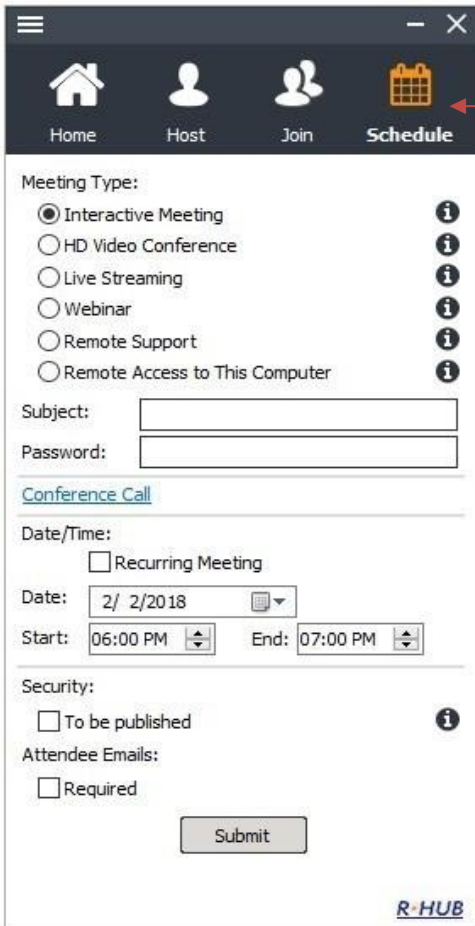 Home Host Join Schedule
Meeting Type:
Interactive Meeting
HD Video Conference
Live Streaming
Webinar
Remote Support
Remote Access to This Computer
Subject:
Password:
Conference Call
Date/Time:
Recurring Meeting
Date: 2/ 2/2018
Start: 06:00 PM End: 07:00 PM
Security:
To be published
Attendee Emails:
Required
Submit
R·HUB